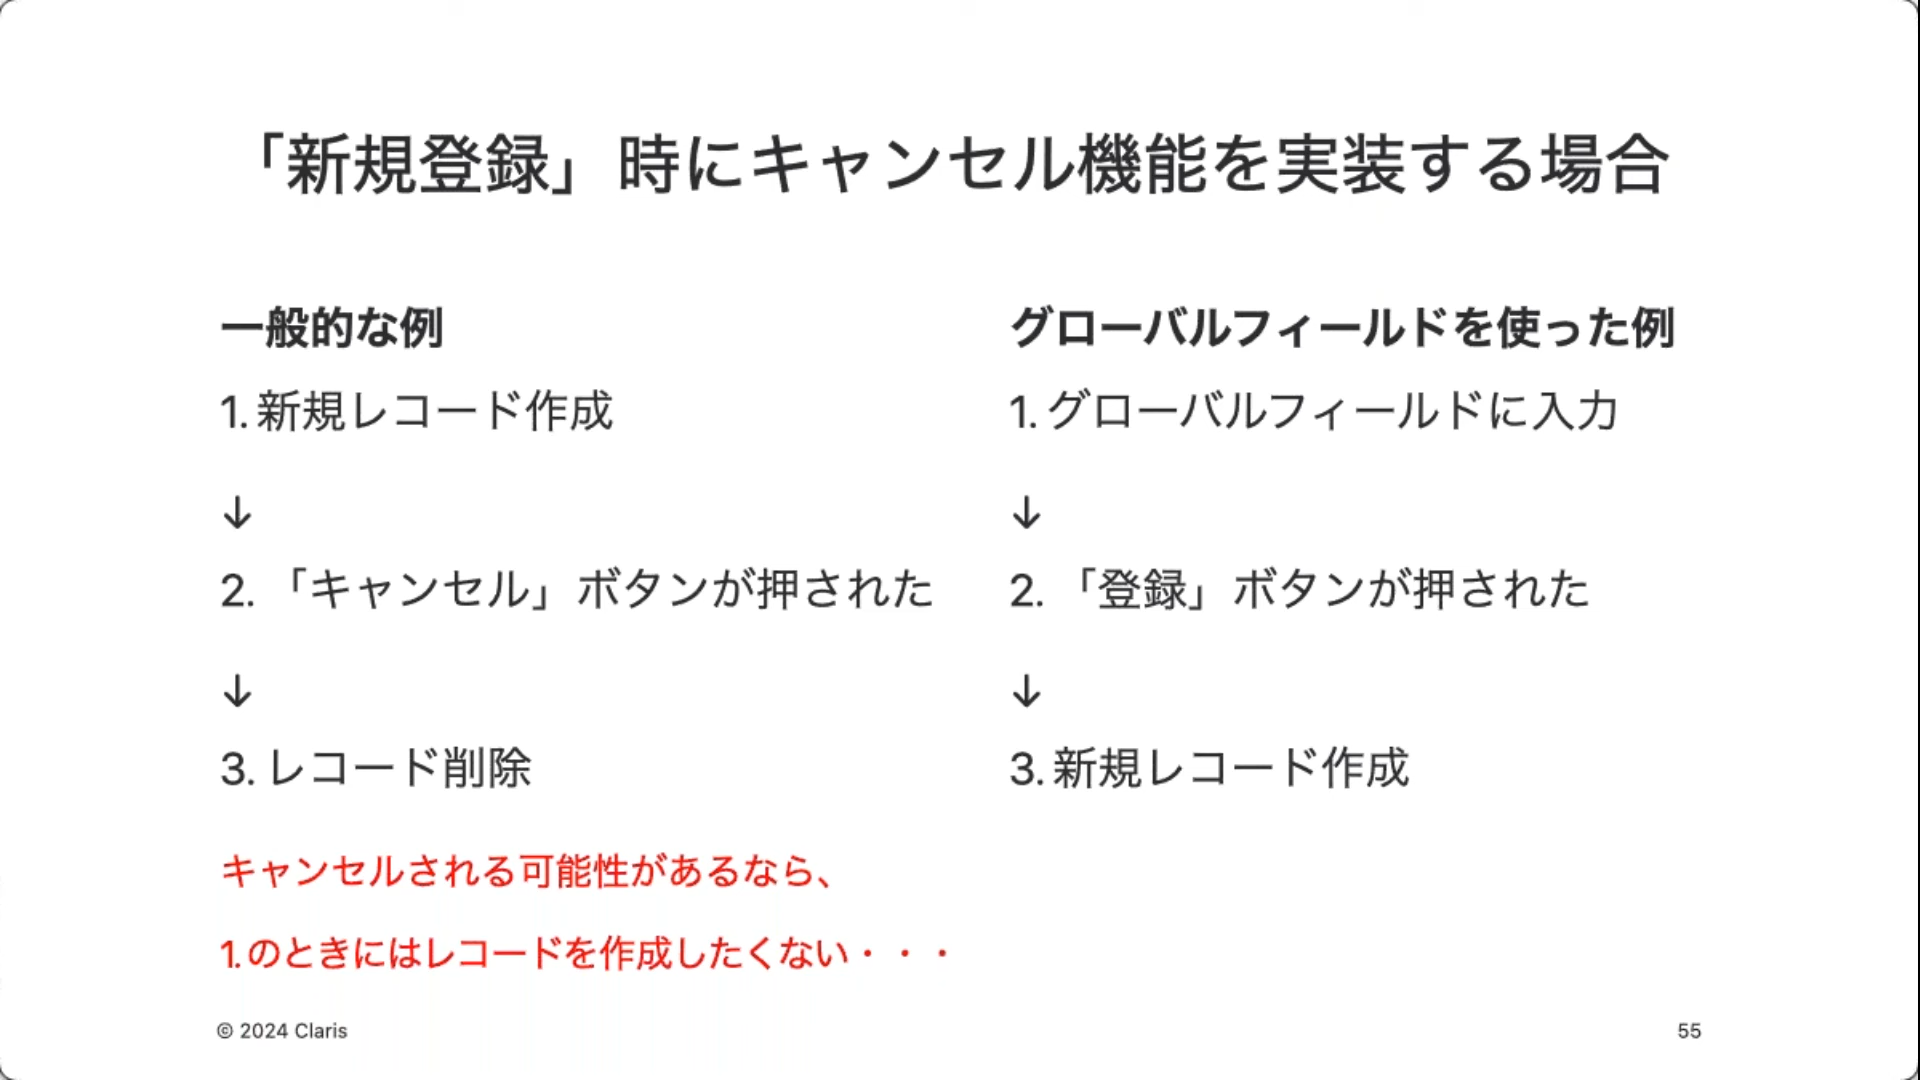 「新規登録」時にキャンセル機能を実装する場合
一般的な例
1. 新規レコード作成
↓
2. 「キャンセル」ボタンが押された
↓
3. レコード削除
キャンセルされる可能性があるなら、
1. のときにはレコードを作成したくない・・・
グローバルフィールドを使った例
1. グローバルフィールドに入力
↓
2. 「登録」ボタンが押された
↓
3. 新規レコード作成
© 2024 Claris
55